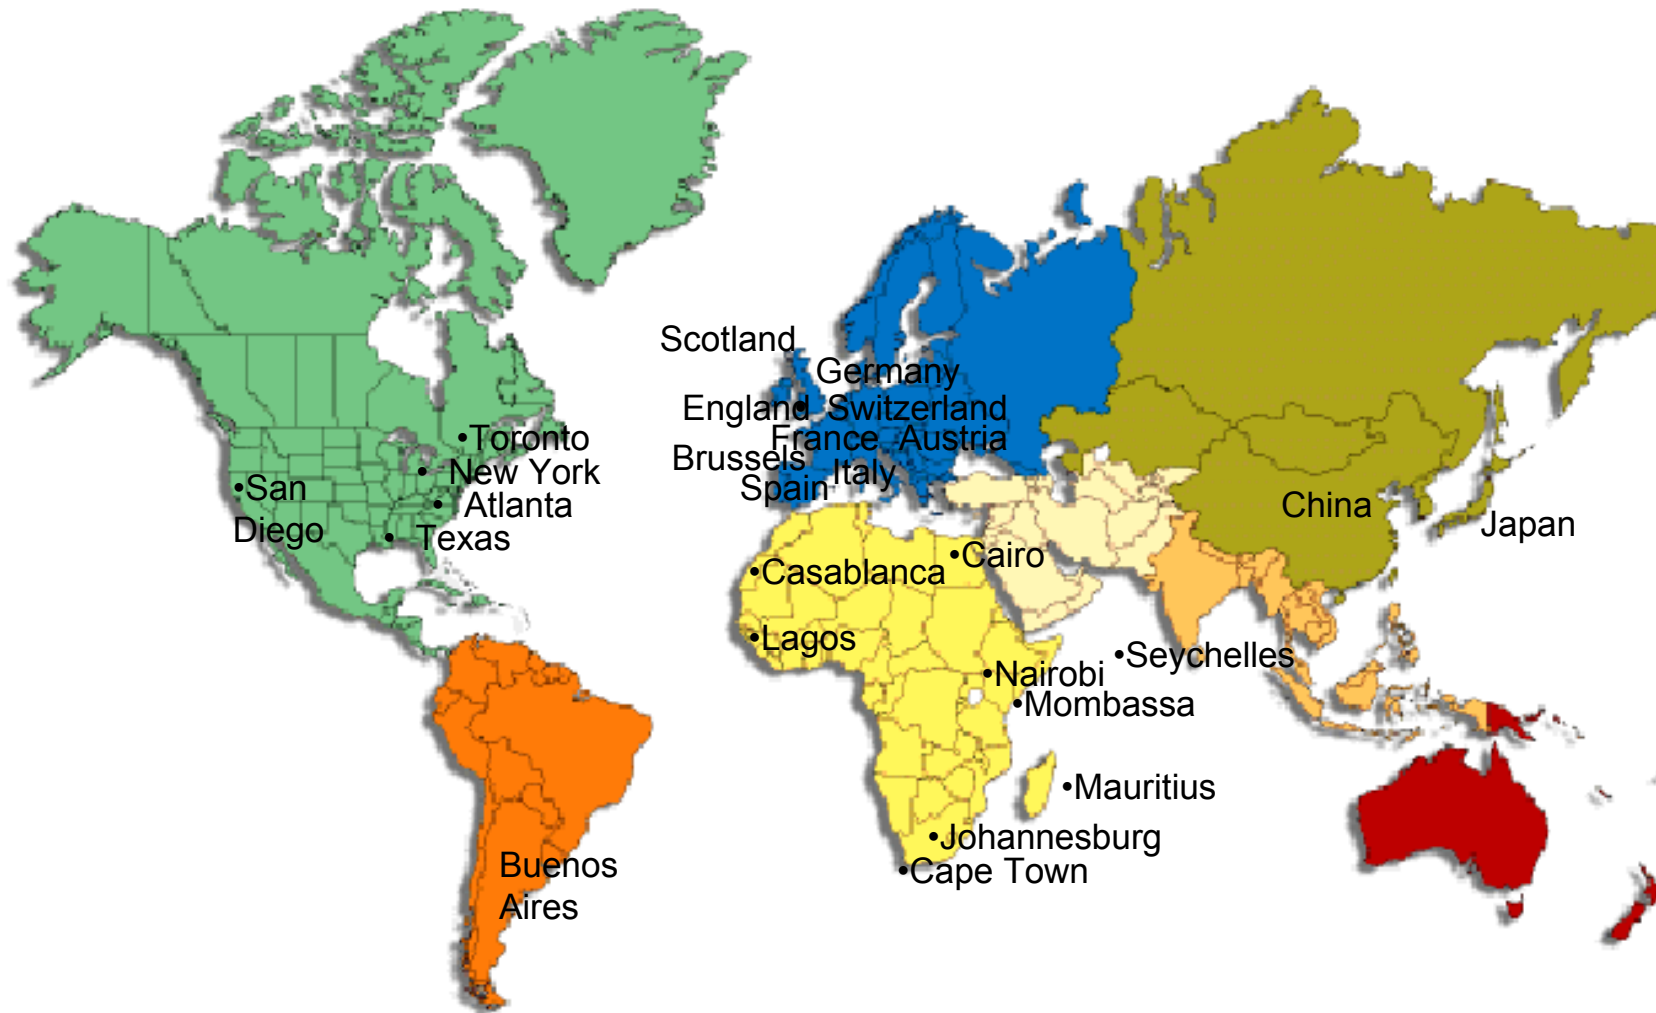 Scotland
Germany
England Switzerland
•Toronto
France Austria
Brussels
Italy
• New York
•San
Diego
Spain
• Atlanta
China
Japan
• Texas
•Cairo
•Casablanca
•Lagos
•Seychelles
•Nairobi
•Mombassa
•Mauritius
•Johannesburg
•Cape Town
Buenos
Aires